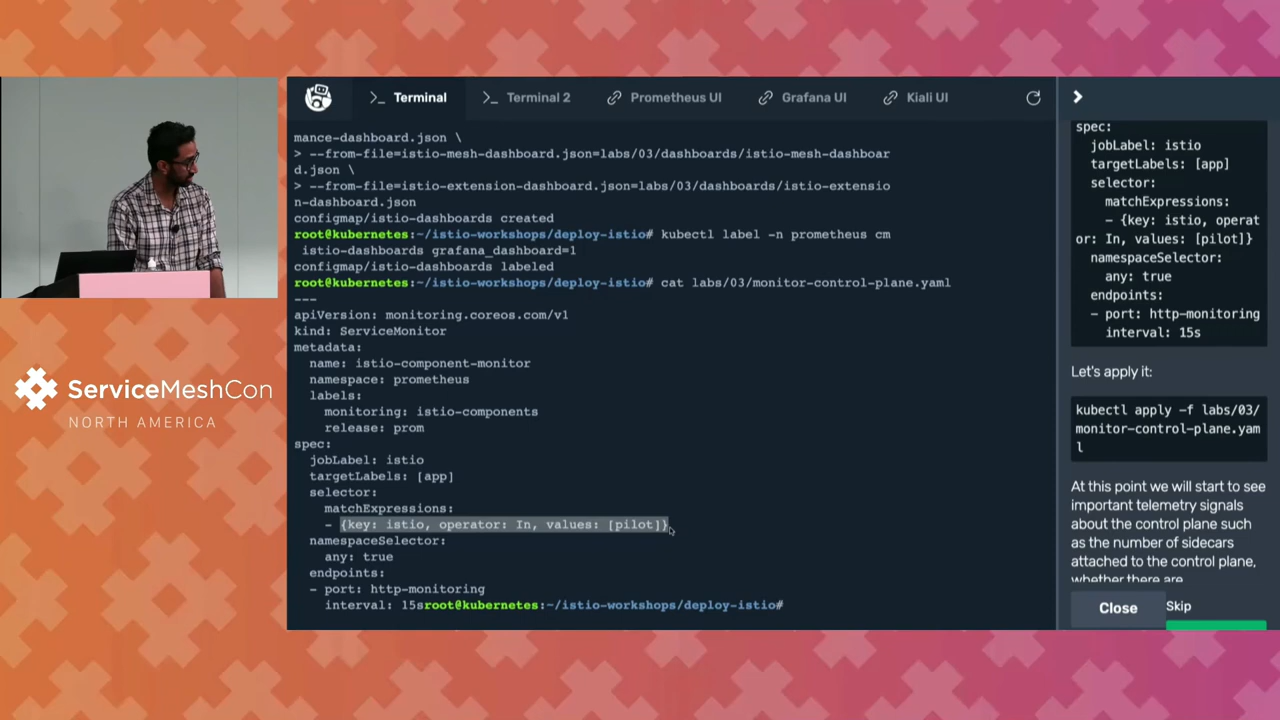 Terminal
Terminal 2
Prometheus UI
Grafana UI
Kiali UI
mance-dashboard.json \
> --from-file=istio-mesh-dashboard.json=labs/03/dashboards/istio-mesh-dashboar
d.json \
> --from-file=istio-extension-dashboard.json=labs/03/dashboards/istio-extensio
n-dashboard.json
configmap/istio-dashboards created
root@kubernetes:~/istio-workshops/deploy-istio# kubectl label -n prometheus cm
 istio-dashboards grafana_dashboard=1
configmap/istio-dashboards labeled
root@kubernetes:~/istio-workshops/deploy-istio# cat labs/03/monitor-control-plane.yaml
---
apiVersion: monitoring.coreos.com/v1
kind: ServiceMonitor
metadata:
  name: istio-component-monitor
  namespace: prometheus
  labels:
    monitoring: istio-components
    release: prom
spec:
  jobLabel: istio
  targetLabels: [app]
  selector:
    matchExpressions:
    - {key: istio, operator: In, values: [pilot]}
  namespaceSelector:
    any: true
  endpoints:
  - port: http-monitoring
    interval: 15sroot@kubernetes:~/istio-workshops/deploy-istio#
spec:
  jobLabel: istio
  targetLabels: [app]
  selector:
    matchExpressions:
    - {key: istio, operat
or: In, values: [pilot]}
  namespaceSelector:
    any: true
  endpoints:
  - port: http-monitoring
    interval: 15s
Let's apply it:
kubectl apply -f labs/03/
monitor-control-plane.yam
l
At this point we will start to see
important telemetry signals
about the control plane such
as the number of sidecars
attached to the control plane,
whether there are
Close
Skip
ServiceMeshCon
NORTH AMERICA